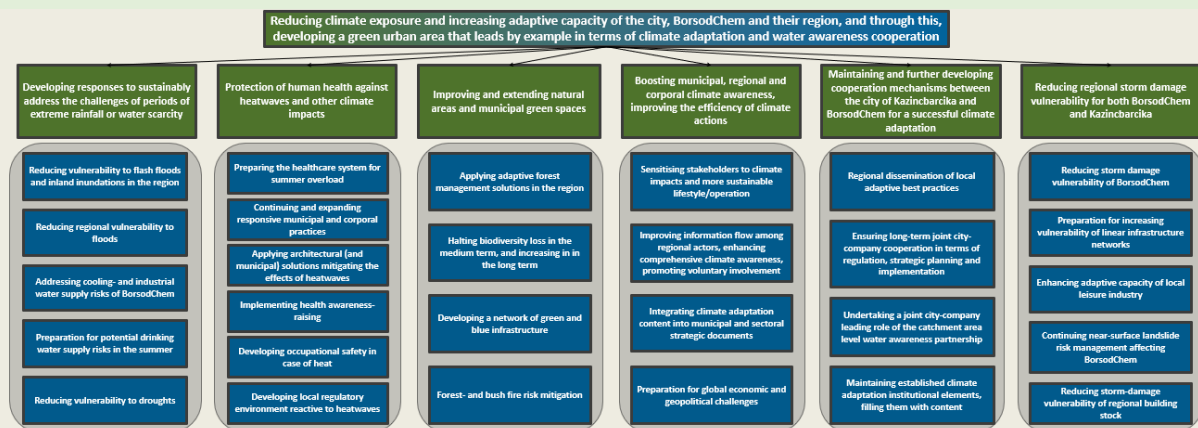 Reducing climate exposure and increasing adaptive capacity of the city, BorsodChem and their region, and through this,
developing a green urban area that leads by example in terms of climate adaptation and water awareness cooperation
Developing responses to sustainably
address the challenges of periods of
extreme rainfall or water scarcity
Reducing vulnerability to flash floods
and inland inundations in the region
Reducing regional vulnerability to
floods
Addressing cooling- and industrial
water supply risks of BorsodChem
Preparation for potential drinking
water supply risks in the summer
Reducing vulnerability to droughts
Protection of human health against
heatwaves and other climate
impacts
Preparing the healthcare system for
summer overload
Continuing and expanding
responsive municipal and corporal
practices
Applying architectural (and
municipal) solutions mitigating the
effects of heatwaves
Implementing health awareness-
raising
Developing occupational safety in
case of heat
Developing local regulatory
environment reactive to heatwaves
Improving and extending natural
areas and municipal green spaces
Applying adaptive forest
management solutions in the region
Halting biodiversity loss in the
medium term, and increasing in in
the long term
Developing a network of green and
blue infrastructure
Forest- and bush fire risk mitigation
Boosting municipal, regional and
corporal climate awareness,
improving the efficiency of climate
actions
Sensitising stakeholders to climate
impacts and more sustainable
lifestyle/operation
Improving information flow among
regional actors, enhancing
comprehensive climate awareness,
promoting voluntary involvement
Integrating climate adaptation
content into municipal and sectoral
strategic documents
Preparation for global economic and
geopolitical challenges
Maintaining and further developing
cooperation mechanisms between
the city of Kazincbarcika and
BorsodChem for a successful climate
adaptation
Regional dissemination of local
adaptive best practices
Ensuring long-term joint city-
company cooperation in terms of
regulation, strategic planning and
implementation
Undertaking a joint city-company
leading role of the catchment area
level water awareness partnership
Maintaining established climate
adaptation institutional elements,
filling them with content
Reducing regional storm damage
vulnerability for both BorsodChem
and Kazincbarcika
Reducing storm damage
vulnerability of BorsodChem
Preparation for increasing
vulnerability of linear infrastructure
networks
Enhancing adaptive capacity of local
leisure industry
Continuing near-surface landslide
risk management affecting
BorsodChem
Reducing storm-damage
vulnerability of regional building
stock